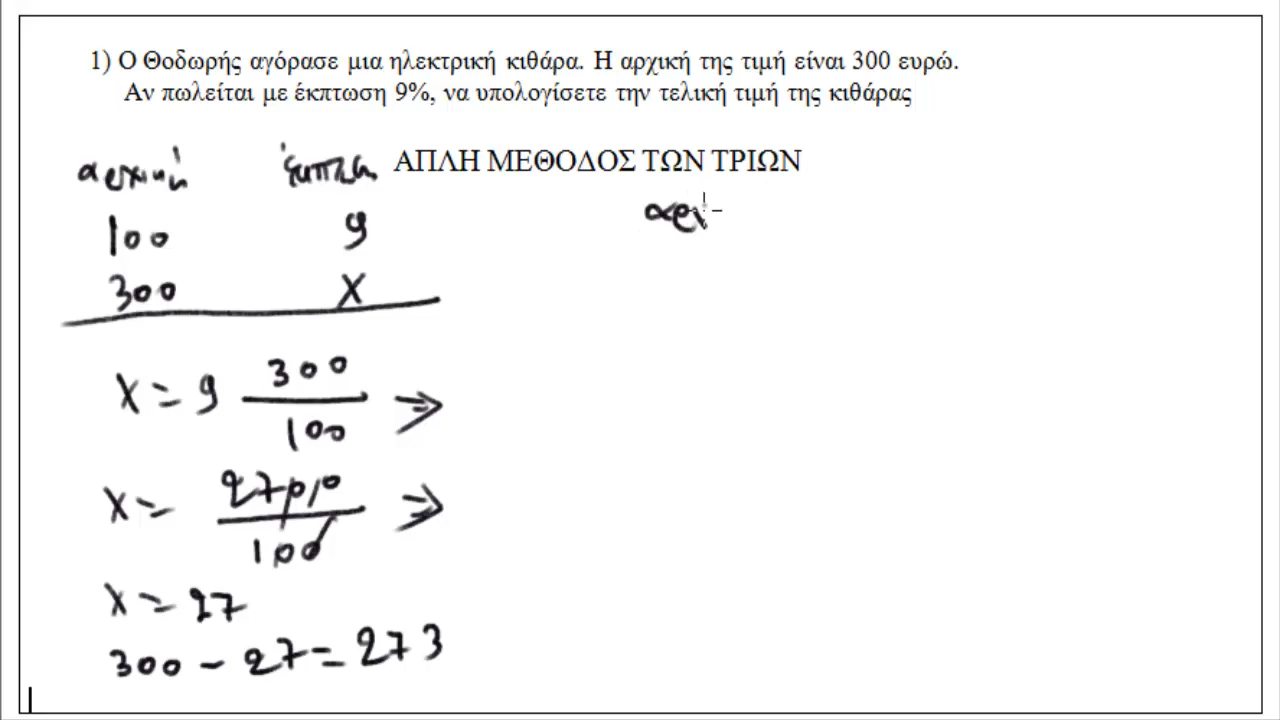 1) Ο Θοδωρής αγόρασε μια ηλεκτρική κιθάρα. Η αρχική της τιμή είναι 300 ευρώ.
Αν πωλείται με έκπτωση 9%, να υπολογίσετε την τελική τιμή της κιθάρας
ΑΠΛΗ ΜΕΘΟΔΟΣ ΤΩΝ ΤΡΙΩΝ
αρχική
100 9
300 X
X = 9 300/100 ⇒
X = 2700/100 ⇒
X = 27
300 - 27 = 273